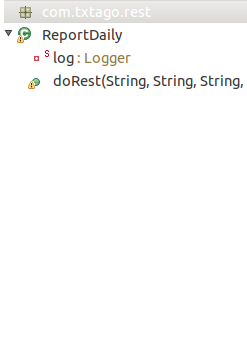 com.txtago.rest
ReportDaily
S log : Logger
doRest(String, String, String,